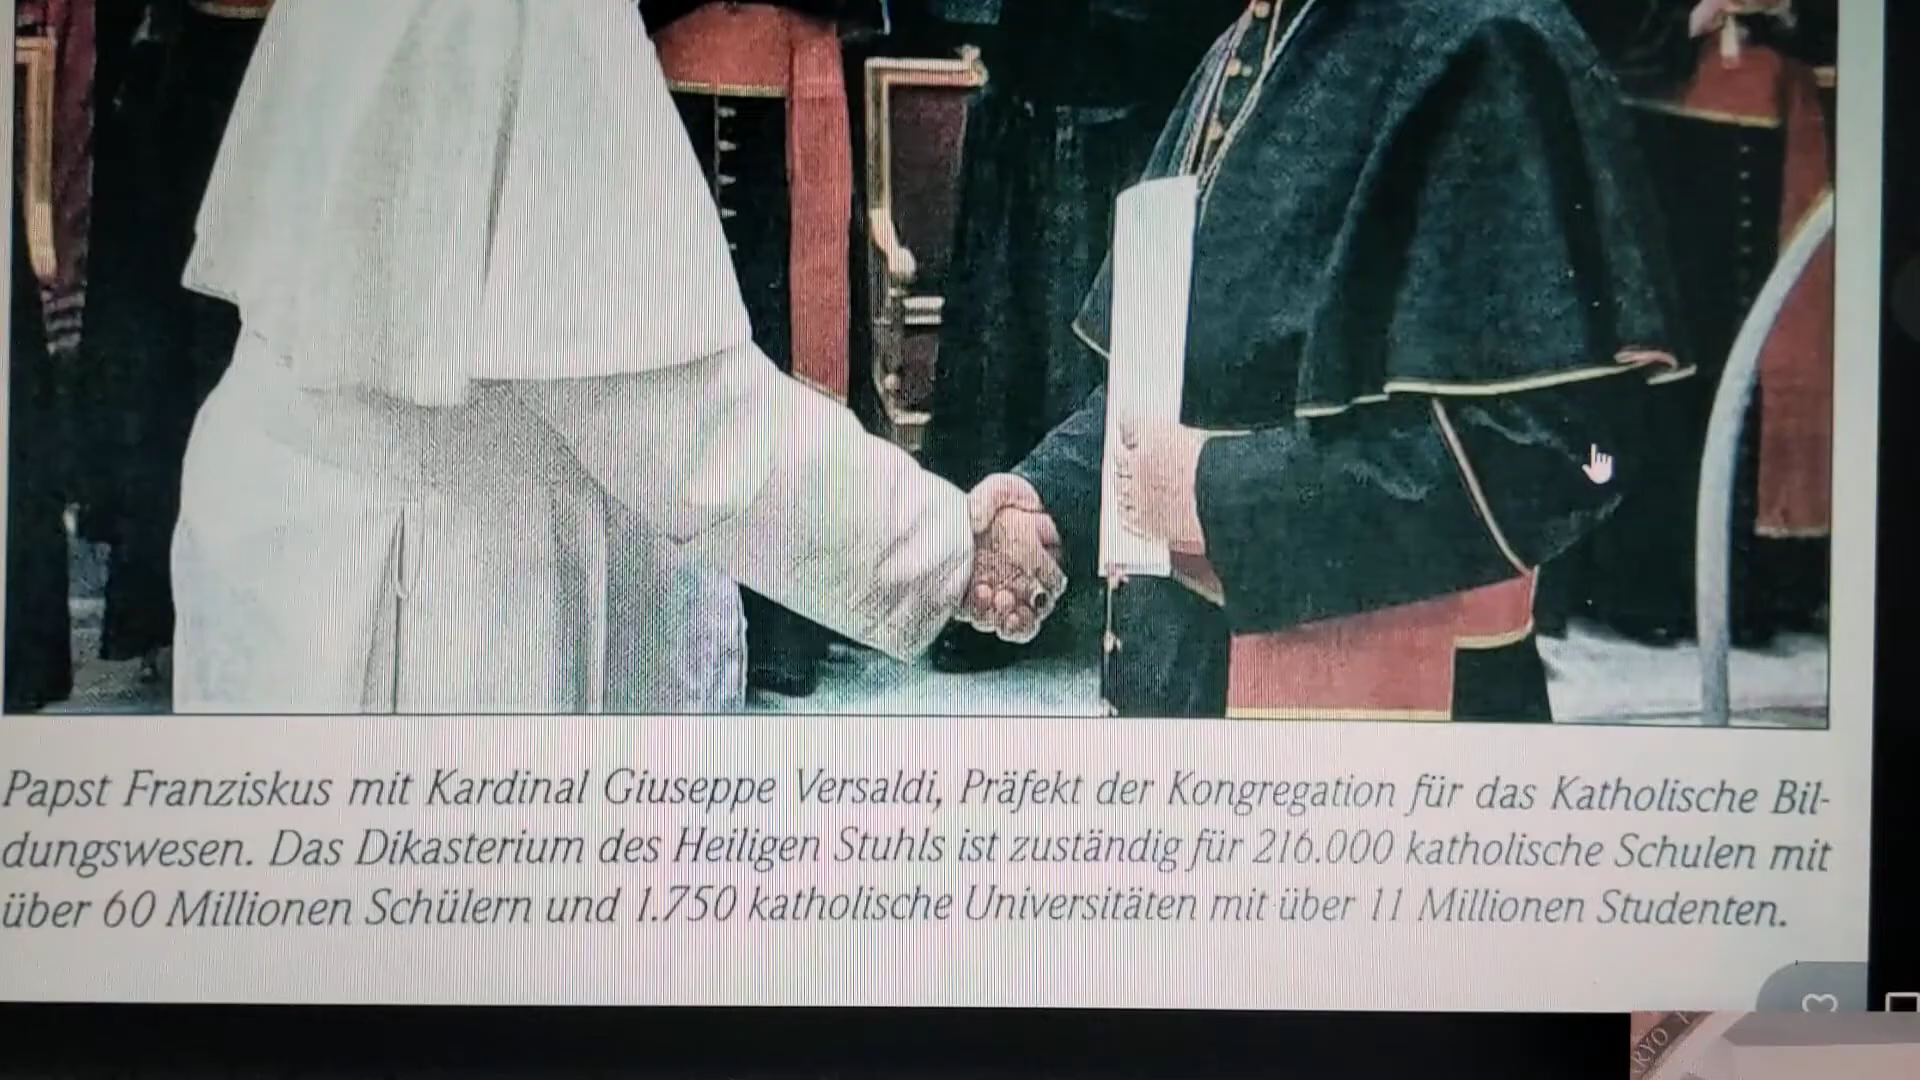 Papst Franziskus mit Kardinal Giuseppe Versaldi, Präfekt der Kongregation für das Katholische Bil-
dungswesen. Das Dikasterium des Heiligen Stuhls ist zuständig für 216.000 katholische Schulen mit
über 60 Millionen Schülern und 1.750 katholische Universitäten mit über 11 Millionen Studenten.